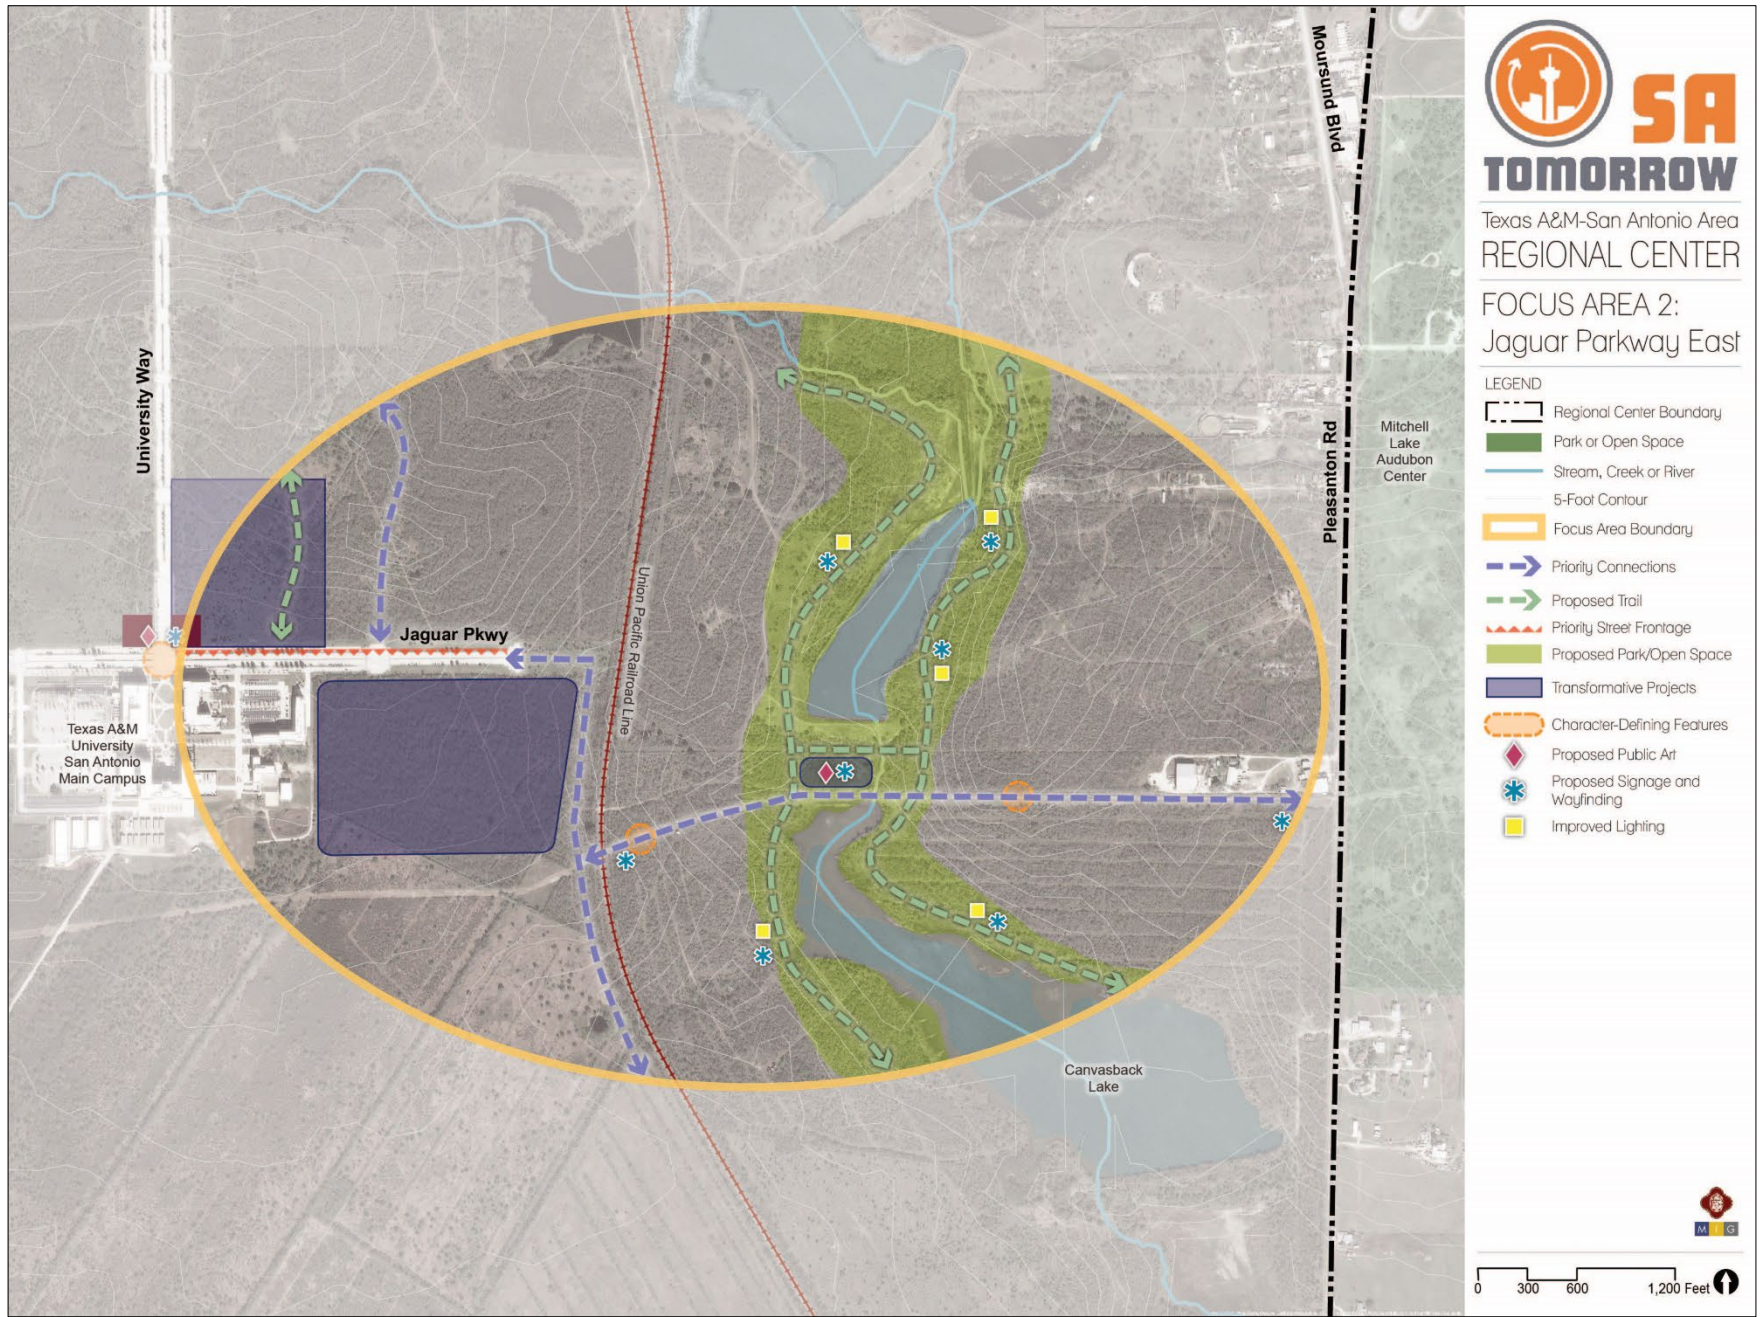 Moursund Blvd
University Way
Pleasanton Rd
Mitchell
Lake
Audubon
Center
Union Pacific Railroad Line
Jaguar Pkwy
Texas A&M
University
San Antonio
Main Campus
Canvasback
Lake
SA
TOMORROW
Texas A&M-San Antonio Area
REGIONAL CENTER
FOCUS AREA 2:
Jaguar Parkway East
LEGEND
Regional Center Boundary
Park or Open Space
Stream, Creek or River
5-Foot Contour
Focus Area Boundary
Priority Connections
Proposed Trail
Priority Street Frontage
Proposed Park/Open Space
Transformative Projects
Character-Defining Features
Proposed Public Art
Proposed Signage and
Wayfinding
Improved Lighting
M I G
0 300 600 1,200 Feet